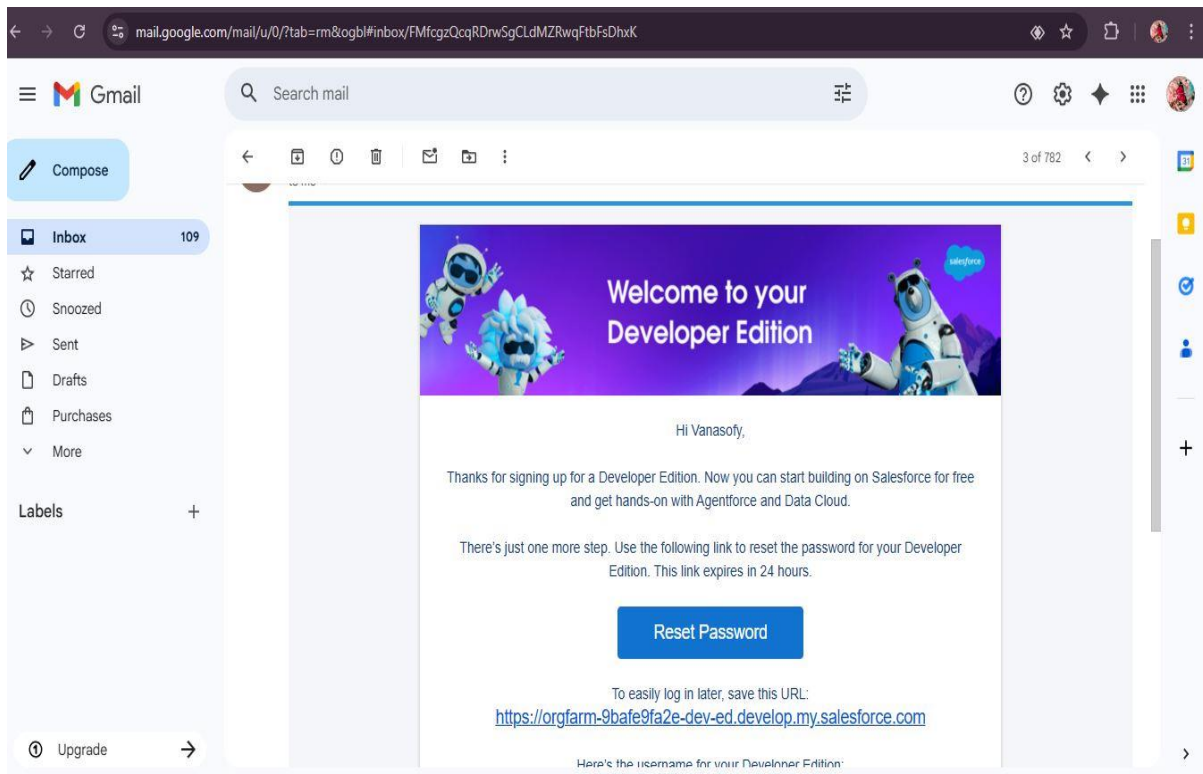 mail.google.com/mail/u/0/?tab=rm&ogbl#inbox/FMfcgzQcqRDrwSgCLdMZRwqFtbFsDhxK
Gmail
Search mail
Compose
3 of 782
to me
31
Inbox 109
Starred
Snoozed
Sent
Drafts
Purchases
More
Labels
salesforce
Welcome to your
Developer Edition
Hi Vanasofy,
Thanks for signing up for a Developer Edition. Now you can start building on Salesforce for free
and get hands-on with Agentforce and Data Cloud.
There's just one more step. Use the following link to reset the password for your Developer
Edition. This link expires in 24 hours.
Reset Password
To easily log in later, save this URL:
https://orgfarm-9bafe9fa2e-dev-ed.develop.my.salesforce.com
Here's the username for your Developer Edition:
Upgrade